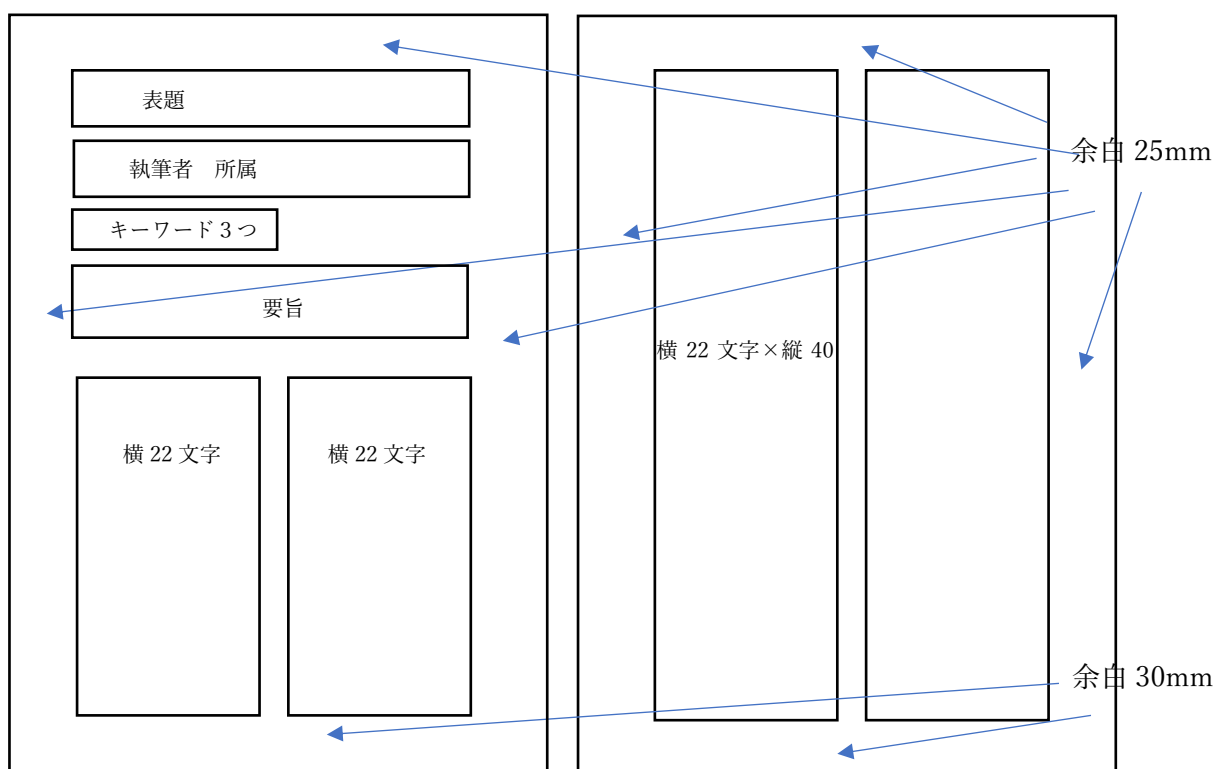 表題
執筆者　所属
キーワード３つ
要旨
横 22 文字
横 22 文字
横 22 文字×縦 40
余白 25mm
余白 30mm